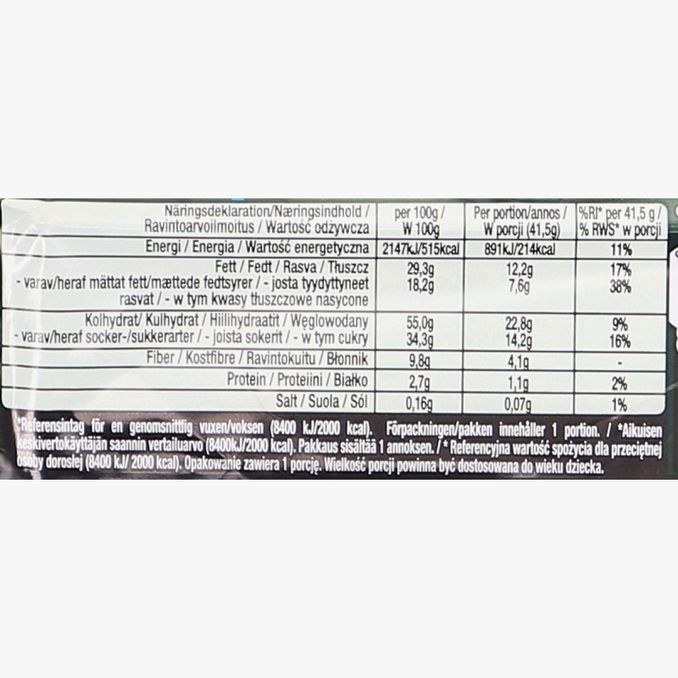 Näringsdeklaration/Næringsindhold / per 100g / Per portion/annos / %RI* per 41,5 g /
Ravintoarvoilmoitus / Wartość odżywcza W 100g W porcji (41,5g) % RWS* w porcji
Energi / Energia / Wartość energetyczna 2147kJ/515kcal 891kJ/214kcal 11%
Fett / Fedt / Rasva / Tłuszcz 29,3g 12,2g 17%
- varav/heraf mättat fett/mættede fedtsyrer / - josta tyydyttyneet 18,2g 7,6g 38%
rasvat / - w tym kwasy tłuszczowe nasycone
Kolhydrat/ Kulhydrat / Hiilihydraatit / Węglowodany 55,0g 22,8g 9%
- varav/heraf socker-/sukkerarter / - joista sokerit / - w tym cukry 34,3g 14,2g 16%
Fiber / Kostfibre / Ravintokuitu / Błonnik 9,8g 4,1g -
Protein / Proteiini / Białko 2,7g 1,1g 2%
Salt / Suola / Sól 0,16g 0,07g 1%
*Referensintag för en genomsnittlig vuxen/voksen (8400 kJ/2000 kcal). Förpackningen/pakken innehåller 1 portion. / *Aikuisen
keskivertokäyttäjän saannin vertailuarvo (8400kJ/2000 kcal). Pakkaus sisältää 1 annoksen. / * Referencyjna wartość spożycia dla przeciętnej
osoby dorosłej (8400 kJ/ 2000 kcal). Opakowanie zawiera 1 porcję. Wielkość porcji powinna być dostosowana do wieku dziecka.